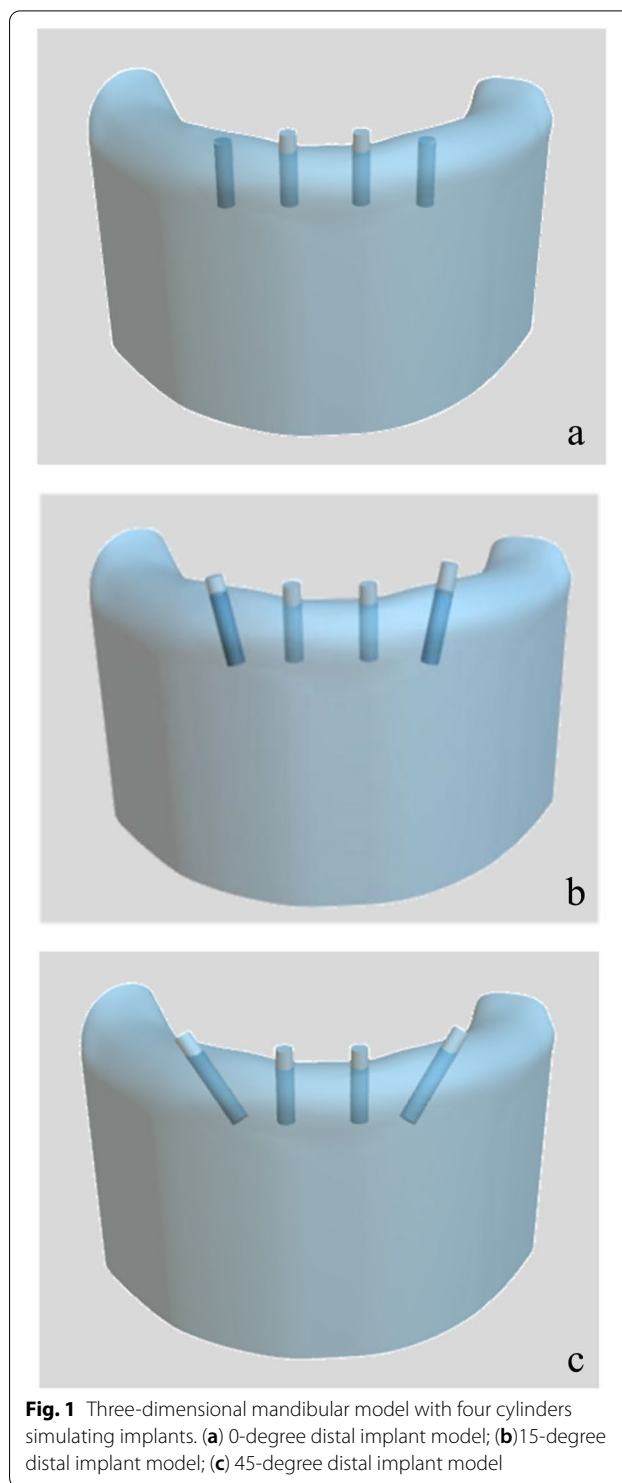 a
b
c
Fig. 1 Three-dimensional mandibular model with four cylinders
simulating implants. (a) 0-degree distal implant model; (b)15-degree
distal implant model; (c) 45-degree distal implant model